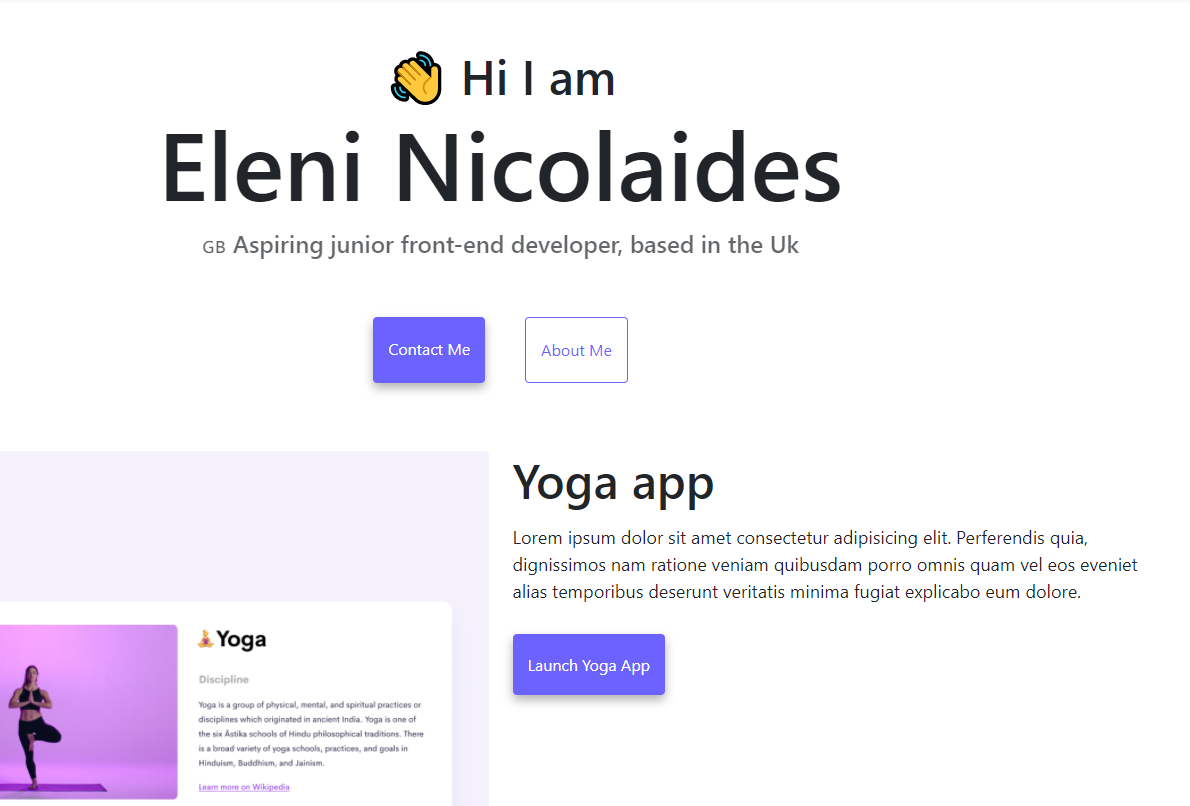 👋 Hi I am
Eleni Nicolaides
GB Aspiring junior front-end developer, based in the Uk
Contact Me
About Me
Yoga app
Lorem ipsum dolor sit amet consectetur adipisicing elit. Perferendis quia,
dignissimos nam ratione veniam quibusdam porro omnis quam vel eos eveniet
alias temporibus deserunt veritatis minima fugiat explicabo eum dolore.
Launch Yoga App
🧘Yoga
Discipline
Yoga is a group of physical, mental, and spiritual practices or
disciplines which originated in ancient India. Yoga is one of
the six Āstika schools of Hindu philosophical traditions. There
is a broad variety of yoga schools, practices, and goals in
Hinduism, Buddhism, and Jainism.
Learn more on Wikipedia